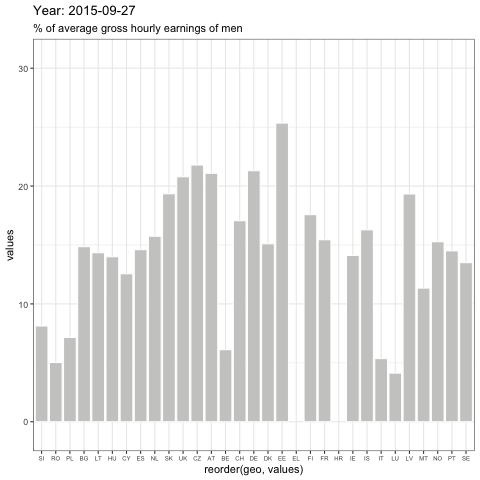 Year: 2015-09-27
% of average gross hourly earnings of men
values
30
20
10
0
SI RO PL BG LT HU CY ES NL SK UK CZ AT BE CH DE DK EE EL FI FR HR IE IS IT LU LV MT NO PT SE
reorder(geo, values)